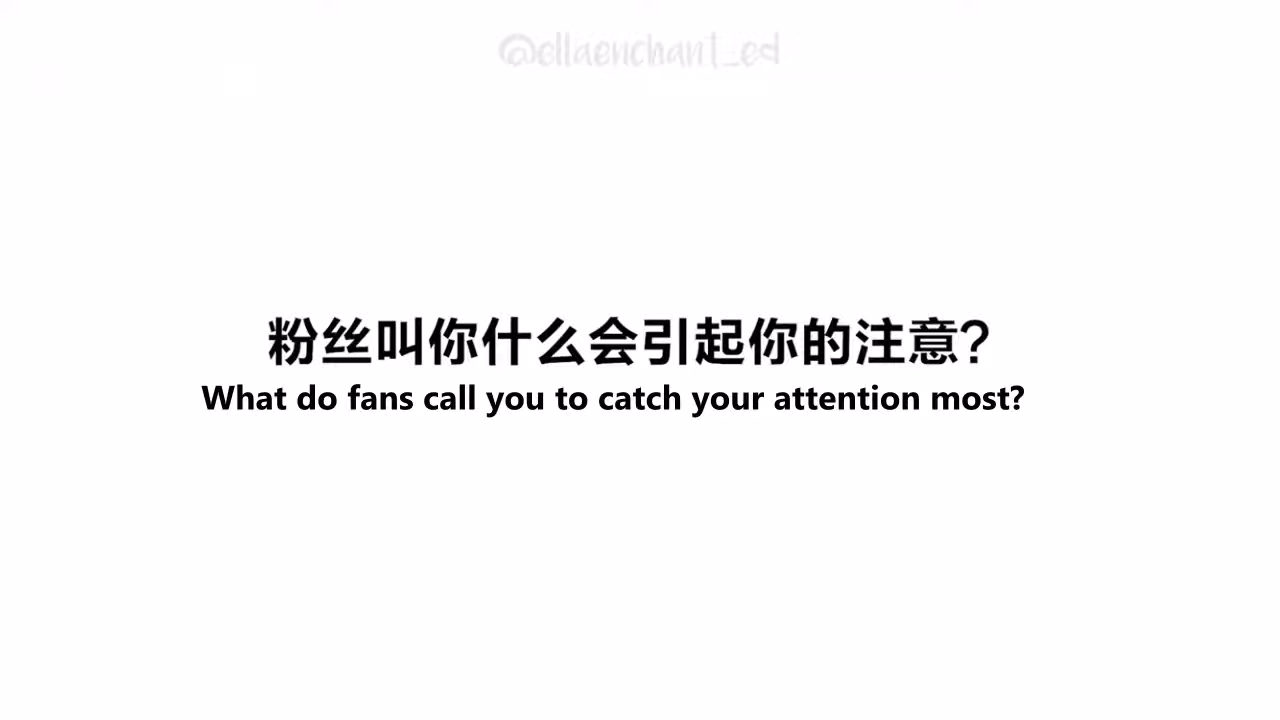 @ellaenchant_ed
粉丝叫你什么会引起你的注意?
What do fans call you to catch your attention most?